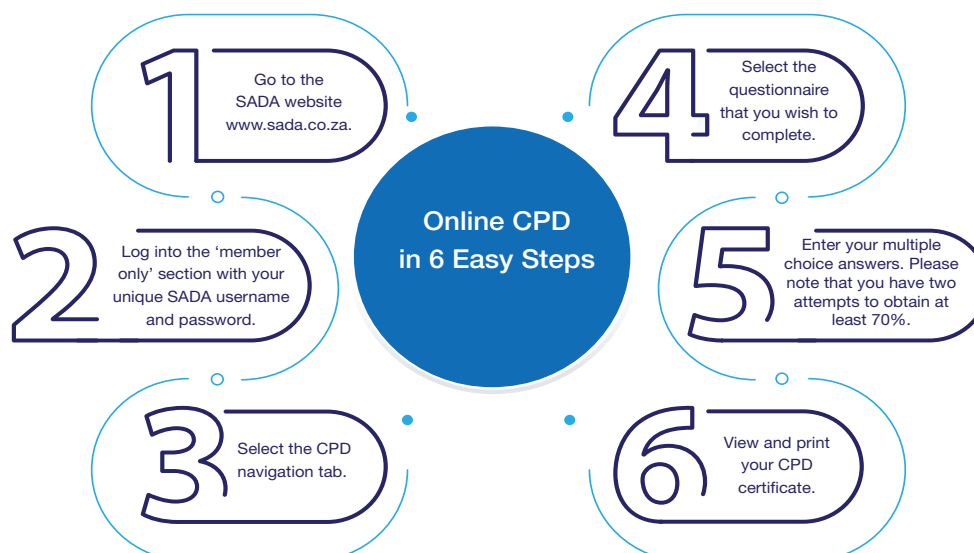 Online CPD
in 6 Easy Steps
1
Go to the
SADA website
www.sada.co.za.
2
Log into the ‘member
only’ section with your
unique SADA username
and password.
3
Select the CPD
navigation tab.
4
Select the
questionnaire
that you wish to
complete.
5
Enter your multiple
choice answers. Please
note that you have two
attempts to obtain at
least 70%.
6
View and print
your CPD
certificate.